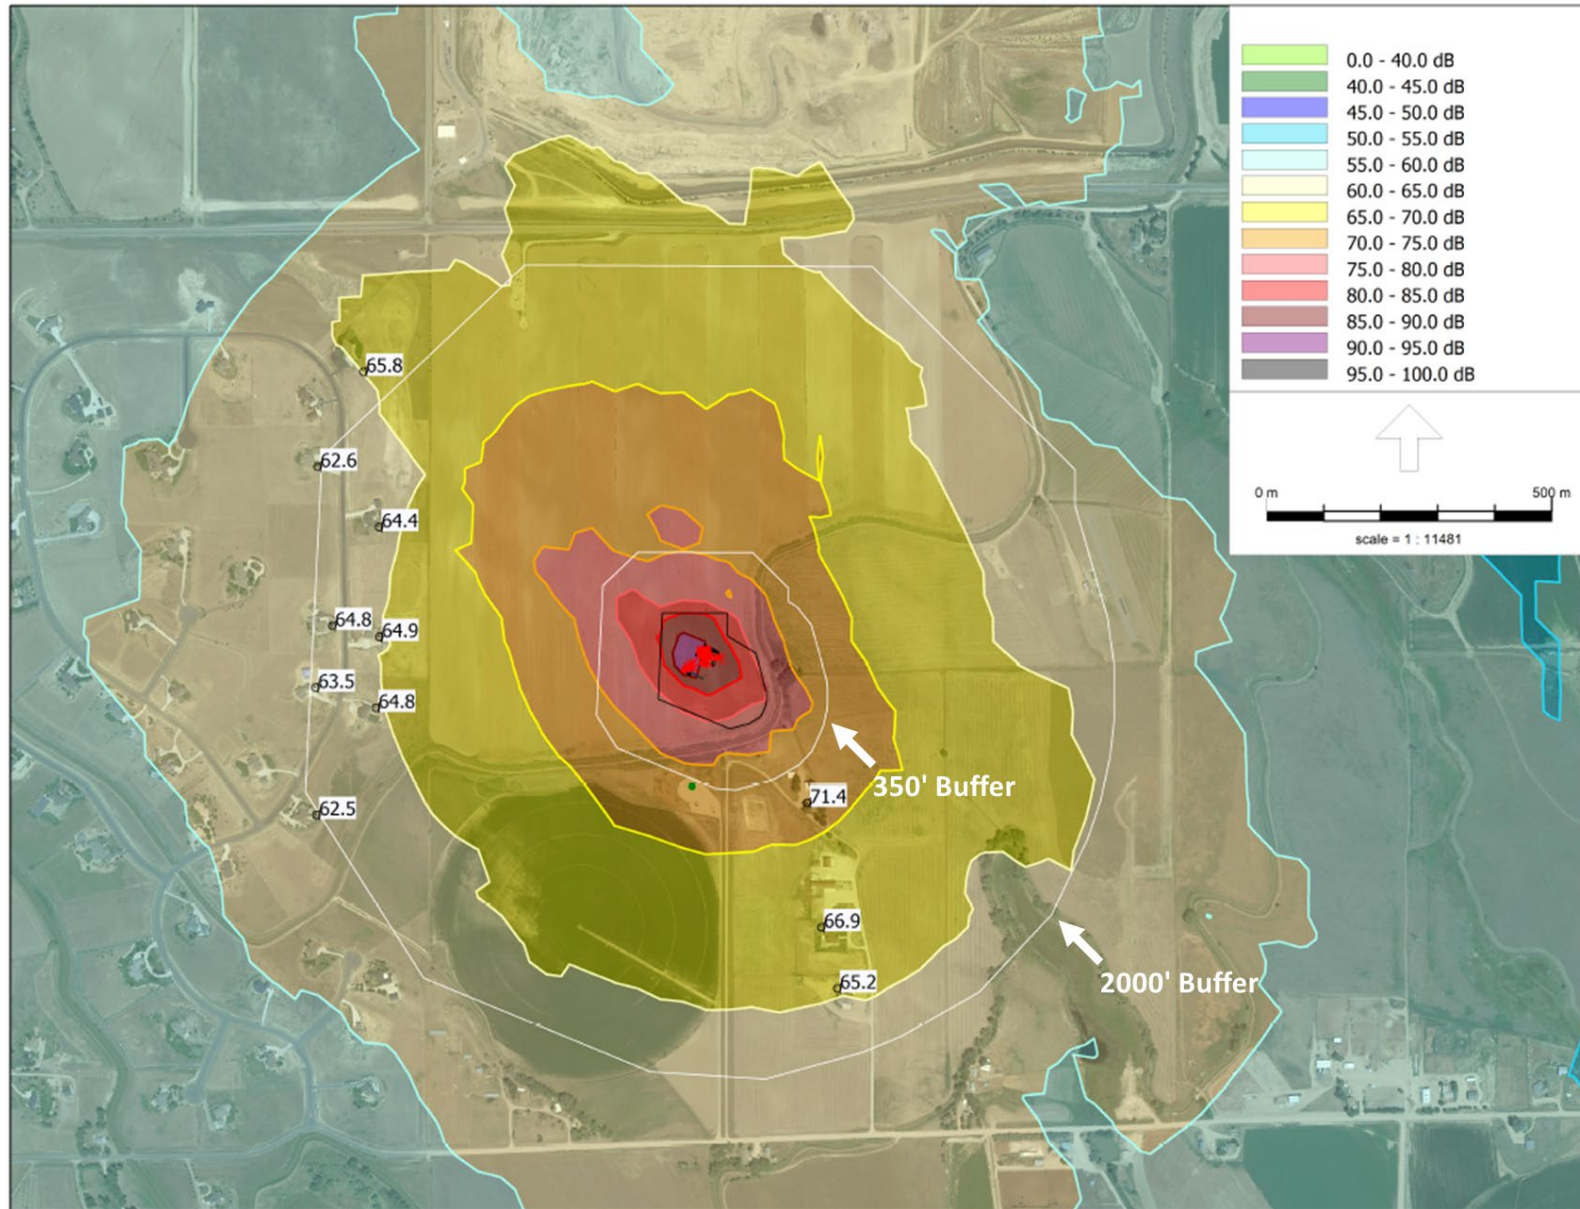 0.0 - 40.0 dB
40.0 - 45.0 dB
45.0 - 50.0 dB
50.0 - 55.0 dB
55.0 - 60.0 dB
60.0 - 65.0 dB
65.0 - 70.0 dB
70.0 - 75.0 dB
75.0 - 80.0 dB
80.0 - 85.0 dB
85.0 - 90.0 dB
90.0 - 95.0 dB
95.0 - 100.0 dB
0 m 500 m
scale = 1 : 11481
65.8
62.6
64.4
64.8
64.9
63.5
64.8
62.5
71.4
350' Buffer
66.9
65.2
2000' Buffer